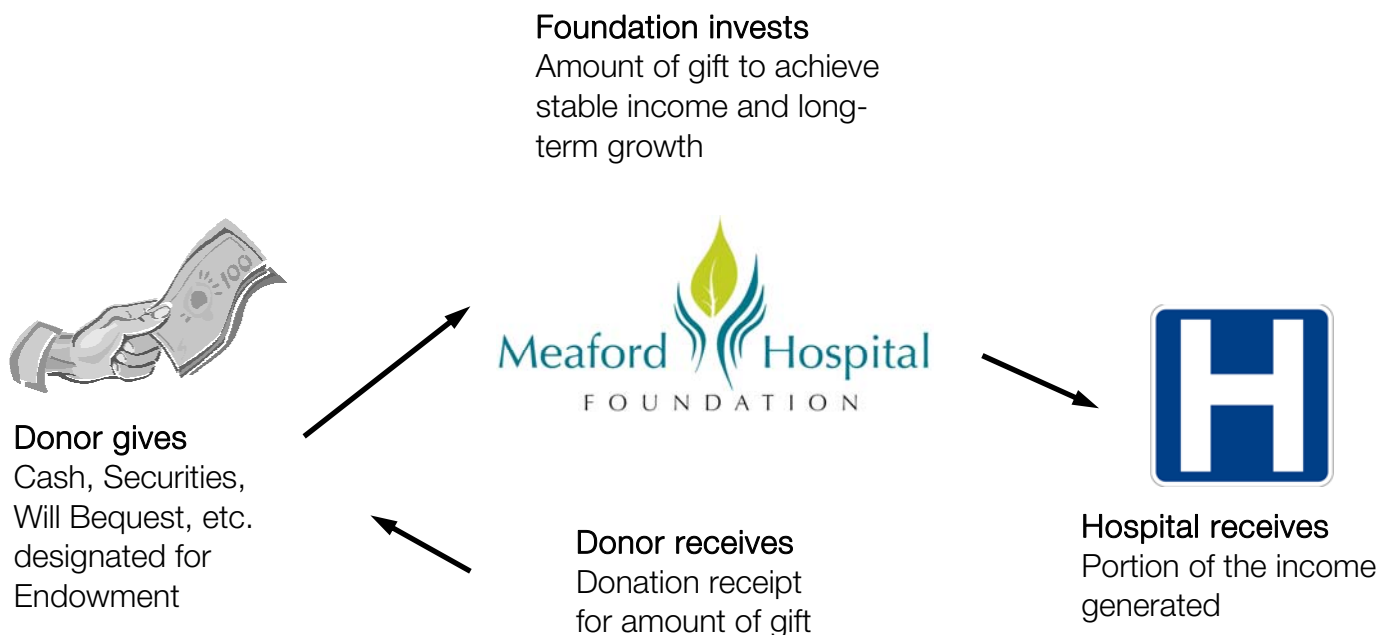 Foundation invests
Amount of gift to achieve
stable income and long-
term growth
100
Meaford Hospital
FOUNDATION
H
Donor gives
Cash, Securities,
Will Bequest, etc.
designated for
Endowment
Donor receives
Donation receipt
for amount of gift
Hospital receives
Portion of the income
generated